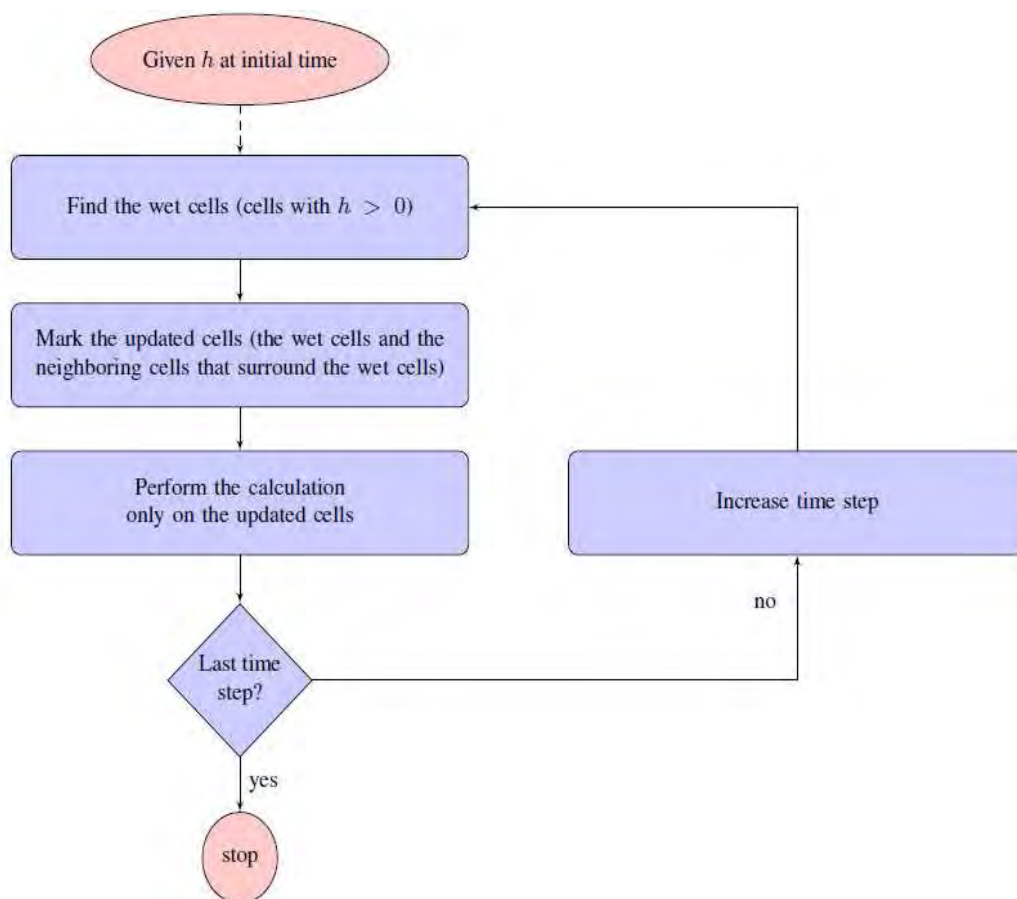 Given h at initial time
Find the wet cells (cells with h > 0)
Mark the updated cells (the wet cells and the
neighboring cells that surround the wet cells)
Perform the calculation
only on the updated cells
Increase time step
no
Last time
step?
yes
stop